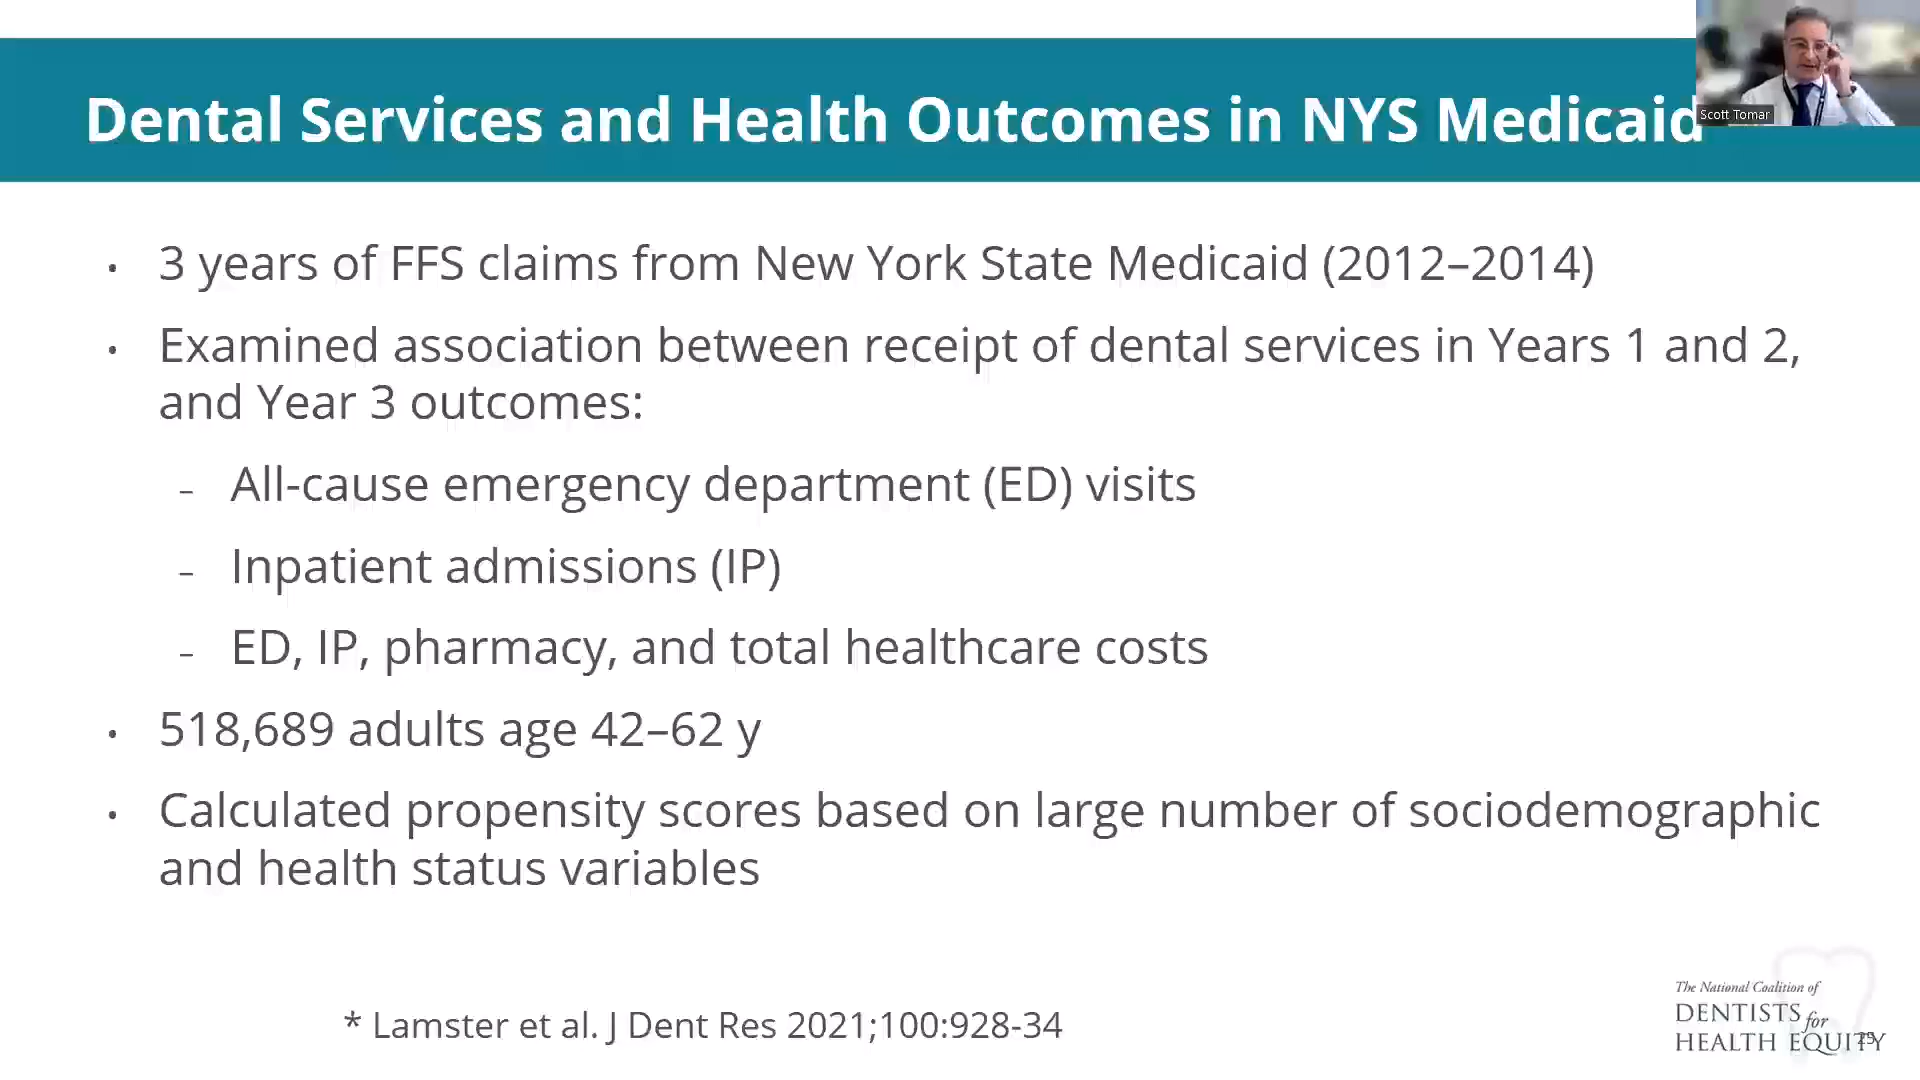 Dental Services and Health Outcomes in NYS Medicaid
Scott Tomar
• 3 years of FFS claims from New York State Medicaid (2012–2014)
• Examined association between receipt of dental services in Years 1 and 2,
and Year 3 outcomes:
– All-cause emergency department (ED) visits
– Inpatient admissions (IP)
– ED, IP, pharmacy, and total healthcare costs
• 518,689 adults age 42–62 y
• Calculated propensity scores based on large number of sociodemographic
and health status variables
* Lamster et al. J Dent Res 2021;100:928-34
The National Coalition of
DENTISTS for
HEALTH EQUITY
25